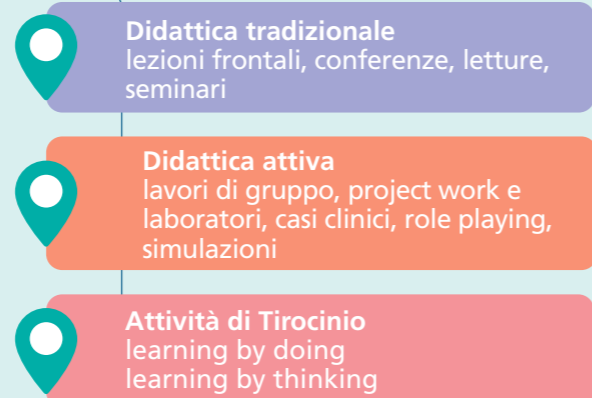 Didattica tradizionale
lezioni frontali, conferenze, letture,
seminari
Didattica attiva
lavori di gruppo, project work e
laboratori, casi clinici, role playing,
simulazioni
Attività di Tirocinio
learning by doing
learning by thinking